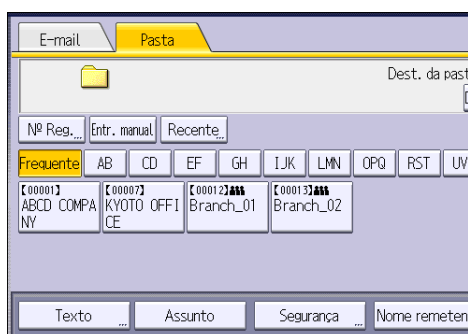 E-mail Pasta
Dest. da past
Nº Reg. Entr. manual Recente
Frequente AB CD EF GH IJK LMN OPQ RST UV
【00001】 【00007】 【00012】 【00013】
ABCD COMPA KYOTO OFFI Branch_01 Branch_02
NY CE
Texto Assunto Segurança Nome remeten